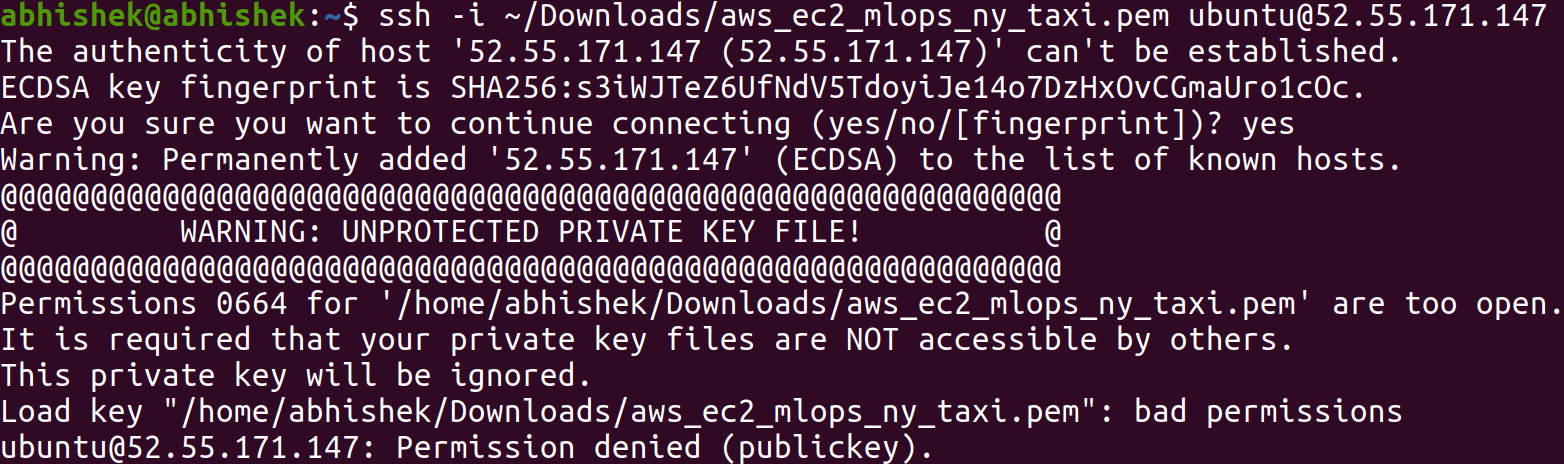 abhishek@abhishek:~$ ssh -i ~/Downloads/aws_ec2_mlops_ny_taxi.pem ubuntu@52.55.171.147
The authenticity of host '52.55.171.147 (52.55.171.147)' can't be established.
ECDSA key fingerprint is SHA256:s3iWJTeZ6UfNdV5TdoyiJe14o7DzHxOvCGmaUro1cOc.
Are you sure you want to continue connecting (yes/no/[fingerprint])? yes
Warning: Permanently added '52.55.171.147' (ECDSA) to the list of known hosts.
@@@@@@@@@@@@@@@@@@@@@@@@@@@@@@@@@@@@@@@@@@@@@@@@@@@@@@@@@@@
@         WARNING: UNPROTECTED PRIVATE KEY FILE!          @
@@@@@@@@@@@@@@@@@@@@@@@@@@@@@@@@@@@@@@@@@@@@@@@@@@@@@@@@@@@
Permissions 0664 for '/home/abhishek/Downloads/aws_ec2_mlops_ny_taxi.pem' are too open.
It is required that your private key files are NOT accessible by others.
This private key will be ignored.
Load key "/home/abhishek/Downloads/aws_ec2_mlops_ny_taxi.pem": bad permissions
ubuntu@52.55.171.147: Permission denied (publickey).